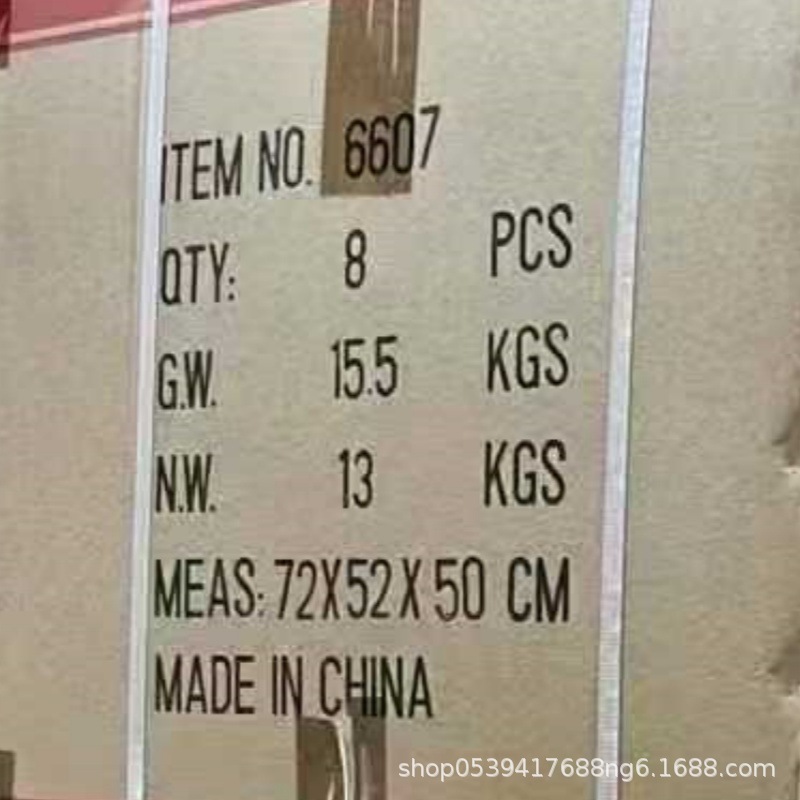 ITEM NO. 6607
QTY: 8 PCS
G.W. 15.5 KGS
N.W. 13 KGS
MEAS: 72X52X50 CM
MADE IN CHINA
shop0539417688ng6.1688.com